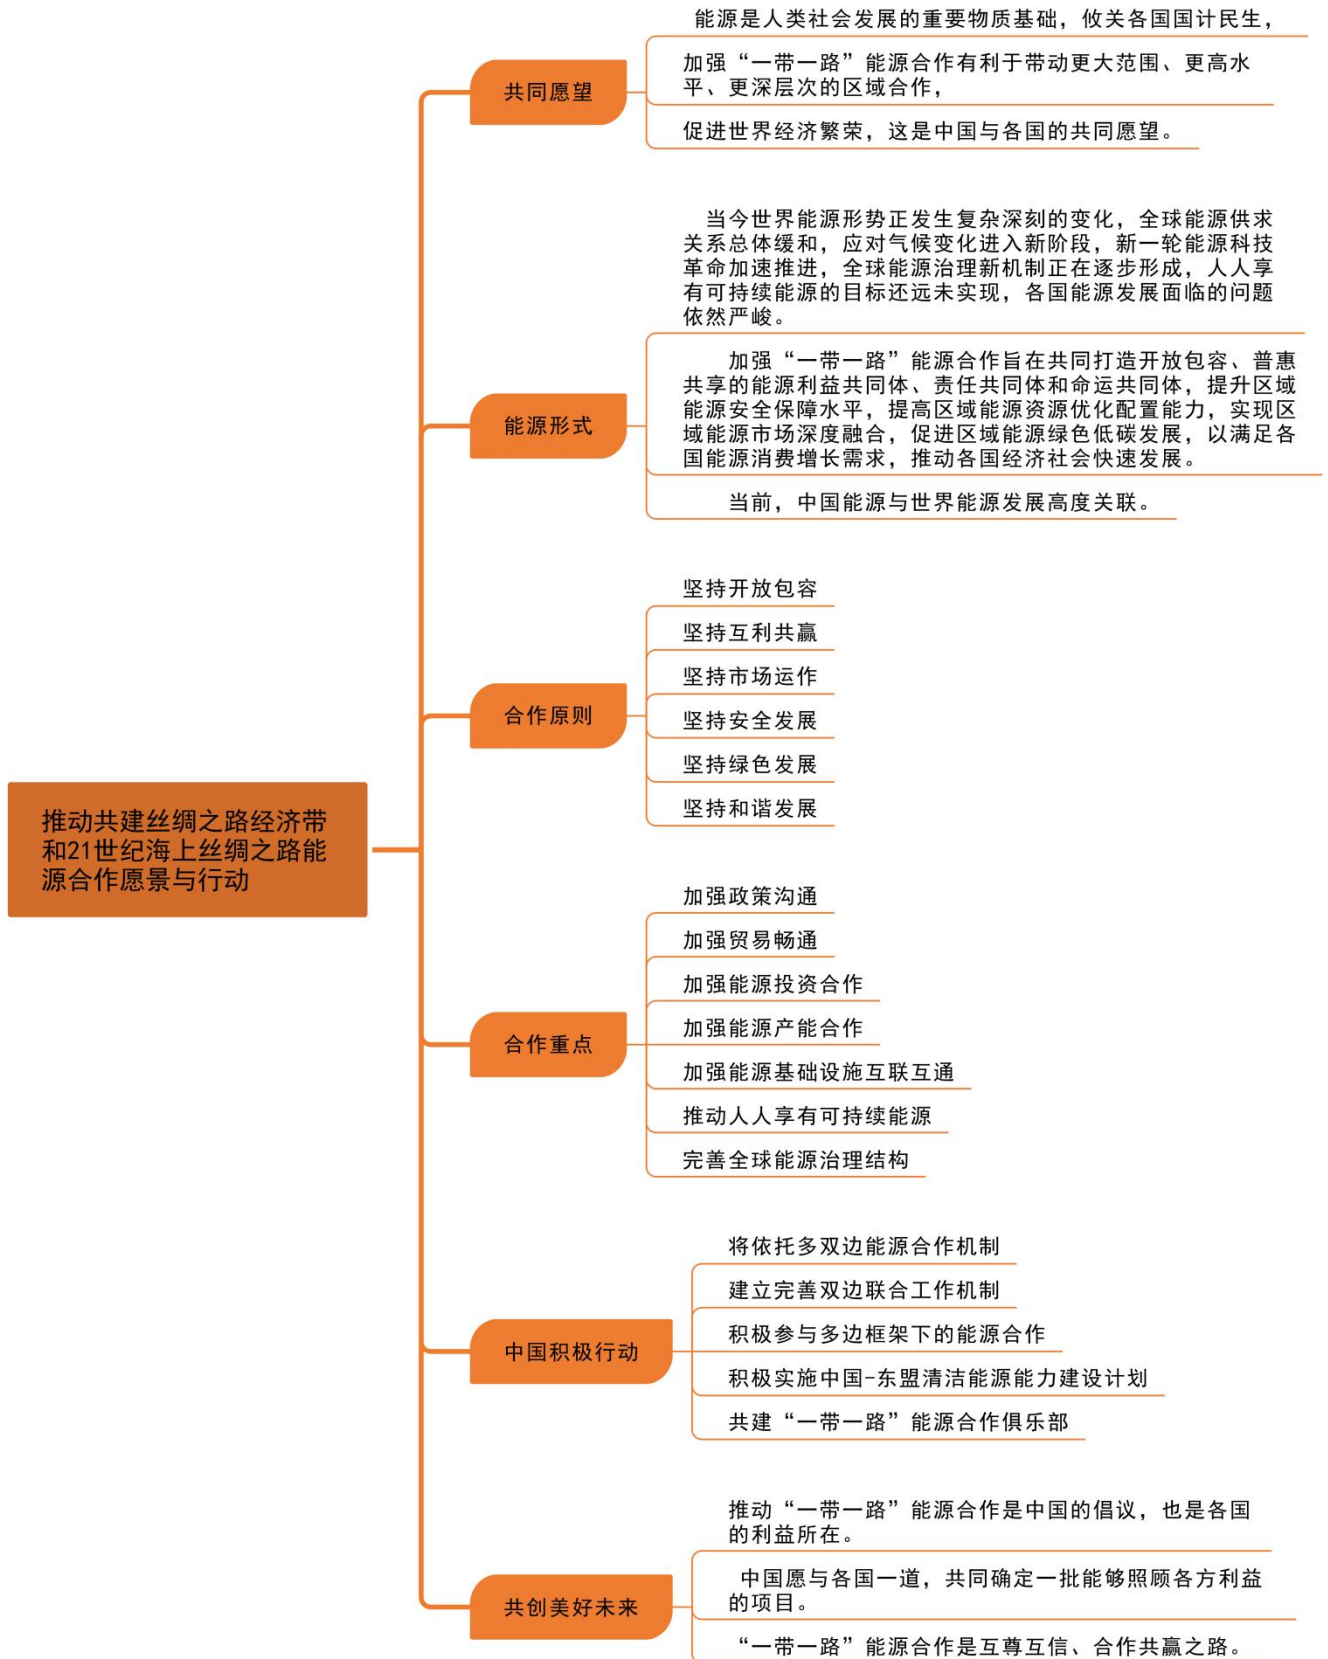 推动共建丝绸之路经济带
和21世纪海上丝绸之路能
源合作愿景与行动
共同愿望
能源是人类社会发展的重要物质基础，攸关各国国计民生，
加强“一带一路”能源合作有利于带动更大范围、更高水
平、更深层次的区域合作，
促进世界经济繁荣，这是中国与各国的共同愿望。
能源形式
当今世界能源形势正发生复杂深刻的变化，全球能源供求
关系总体缓和，应对气候变化进入新阶段，新一轮能源科技
革命加速推进，全球能源治理新机制正在逐步形成，人人享
有可持续能源的目标还远未实现，各国能源发展面临的问题
依然严峻。
加强“一带一路”能源合作旨在共同打造开放包容、普惠
共享的能源利益共同体、责任共同体和命运共同体，提升区域
能源安全保障水平，提高区域能源资源优化配置能力，实现区
域能源市场深度融合，促进区域能源绿色低碳发展，以满足各
国能源消费增长需求，推动各国经济社会快速发展。
当前，中国能源与世界能源发展高度关联。
合作原则
坚持开放包容
坚持互利共赢
坚持市场运作
坚持安全发展
坚持绿色发展
坚持和谐发展
合作重点
加强政策沟通
加强贸易畅通
加强能源投资合作
加强能源产能合作
加强能源基础设施互联互通
推动人人享有可持续能源
完善全球能源治理结构
中国积极行动
将依托多双边能源合作机制
建立完善双边联合工作机制
积极参与多边框架下的能源合作
积极实施中国-东盟清洁能源能力建设计划
共建“一带一路”能源合作俱乐部
共创美好未来
推动“一带一路”能源合作是中国的倡议，也是各国
的利益所在。
中国愿与各国一道，共同确定一批能够照顾各方利益
的项目。
“一带一路”能源合作是互尊互信、合作共赢之路。